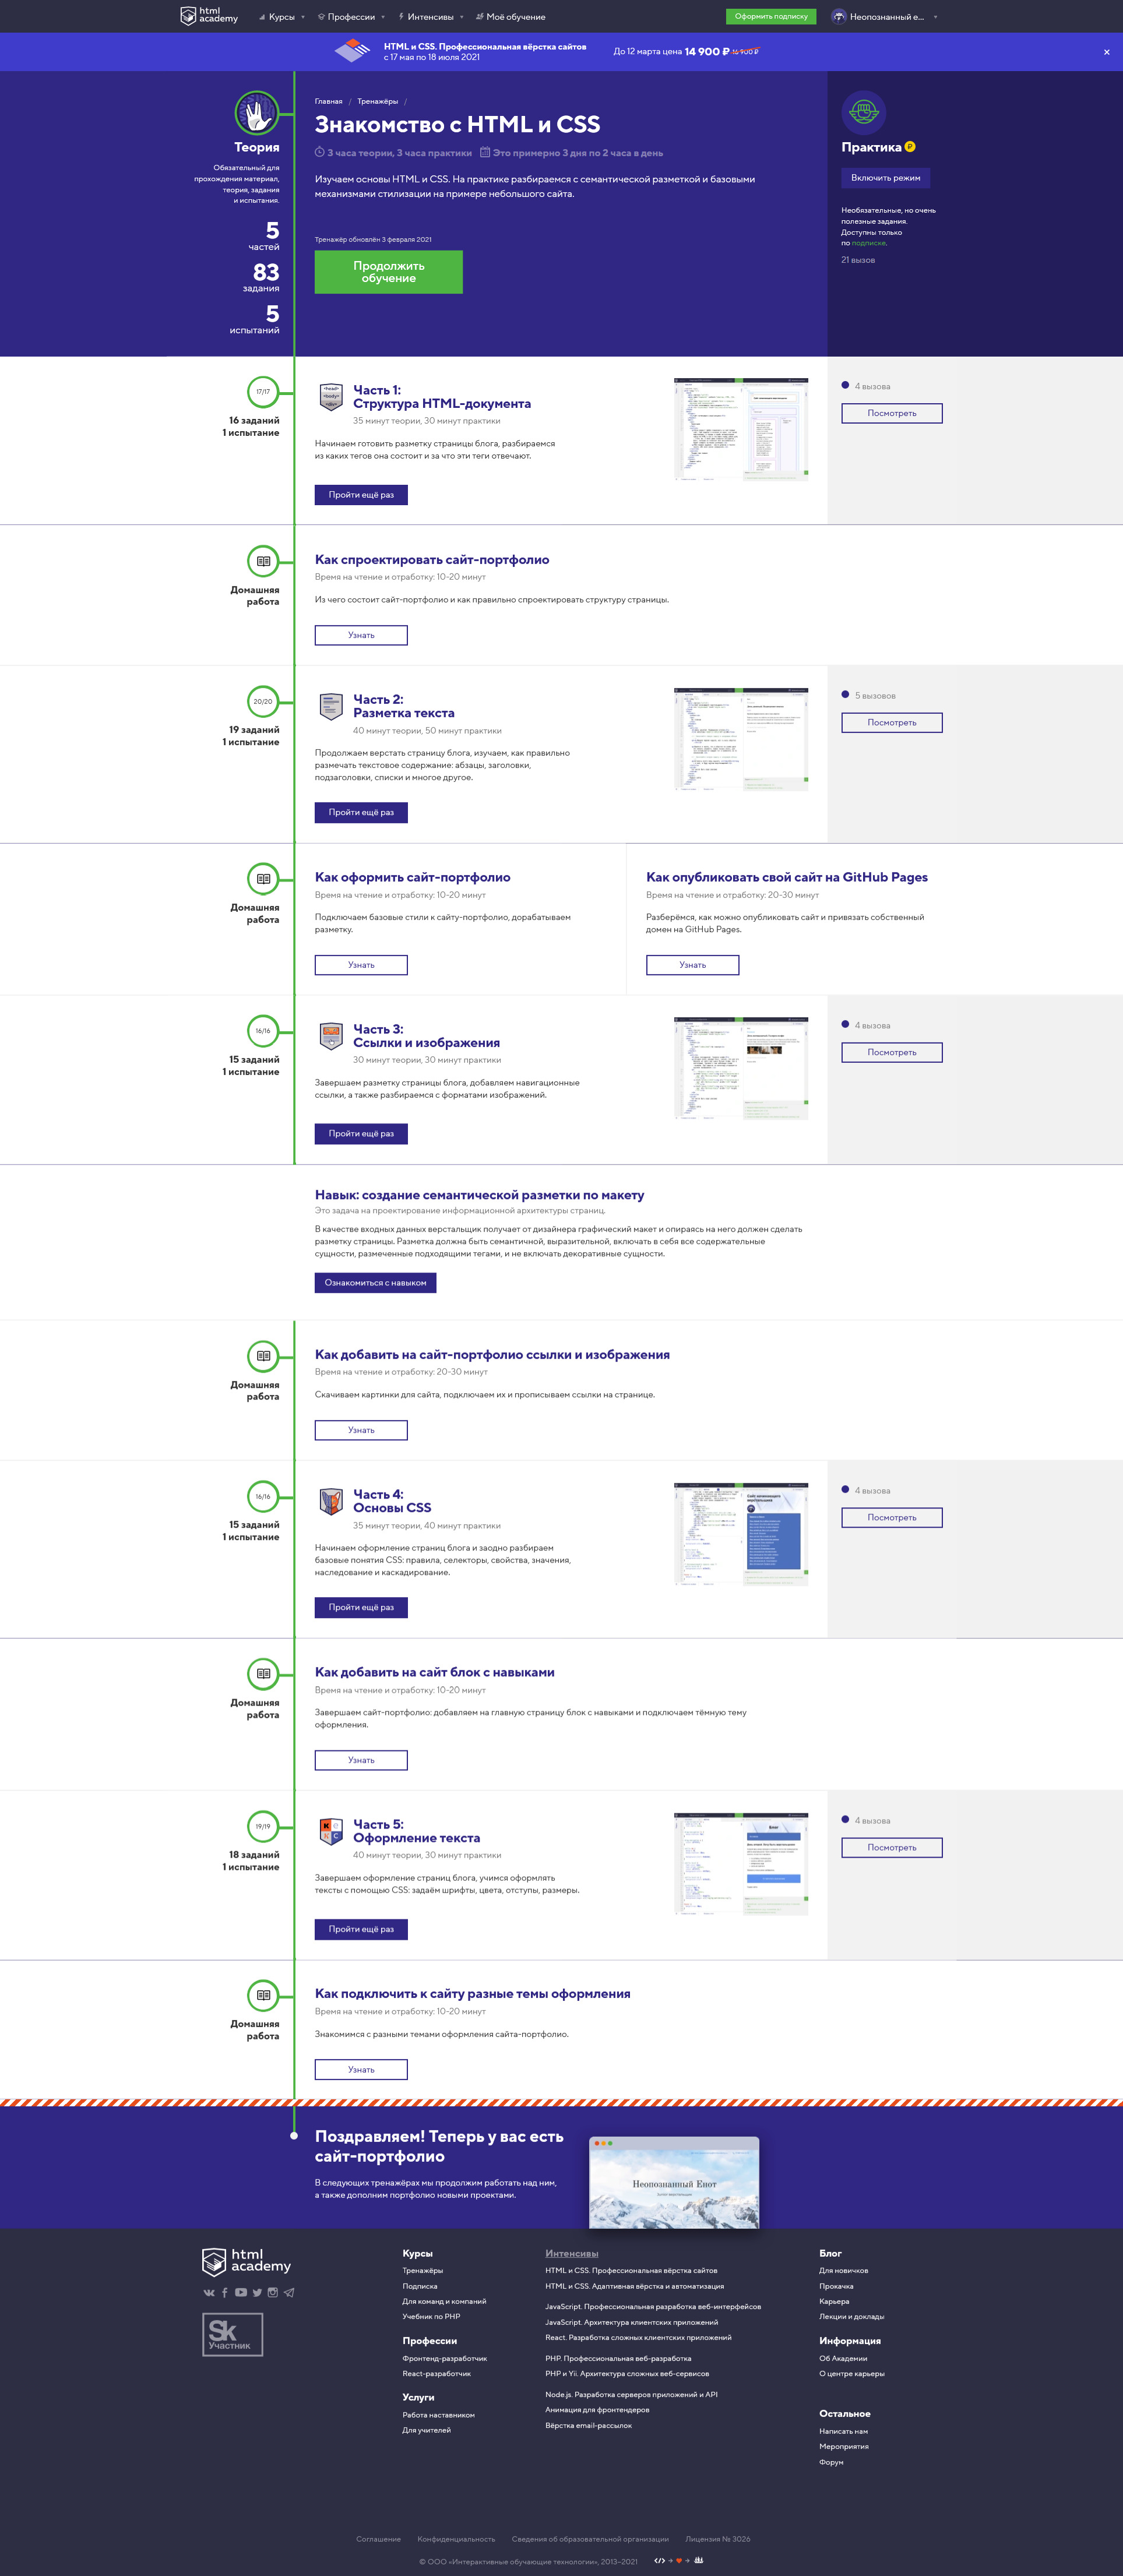 html
academy
Курсы
Профессии
Интенсивы
Моё обучение
Оформить подписку
Неопознанный е...
HTML и CSS. Профессиональная вёрстка сайтов
с 17 мая по 18 июля 2021
До 12 марта цена 14 900 ₽ 16 900 ₽
Теория
Обязательный для
прохождения материал,
теория, задания
и испытания.
5
частей
83
задания
5
испытаний
Главная / Тренажёры /
Знакомство с HTML и CSS
3 часа теории, 3 часа практики
Это примерно 3 дня по 2 часа в день
Изучаем основы HTML и CSS. На практике разбираемся с семантической разметкой и базовыми
механизмами стилизации на примере небольшого сайта.
Тренажёр обновлён 3 февраля 2021
Продолжить
обучение
Практика ₽
Включить режим
Необязательные, но очень
полезные задания.
Доступны только
по подписке.
21 вызов
17/17
16 заданий
1 испытание
<head>
<body>
Часть 1:
Структура HTML-документа
35 минут теории, 30 минут практики
Начинаем готовить разметку страницы блога, разбираемся
из каких тегов она состоит и за что эти теги отвечают.
Пройти ещё раз
4 вызова
Посмотреть
Домашняя
работа
Как спроектировать сайт-портфолио
Время на чтение и отработку: 10-20 минут
Из чего состоит сайт-портфолио и как правильно спроектировать структуру страницы.
Узнать
20/20
19 заданий
1 испытание
Часть 2:
Разметка текста
40 минут теории, 50 минут практики
Продолжаем верстать страницу блога, изучаем, как правильно
размечать текстовое содержание: абзацы, заголовки,
подзаголовки, списки и многое другое.
Пройти ещё раз
5 вызовов
Посмотреть
Домашняя
работа
Как оформить сайт-портфолио
Время на чтение и отработку: 10-20 минут
Подключаем базовые стили к сайту-портфолио, дорабатываем
разметку.
Узнать
Как опубликовать свой сайт на GitHub Pages
Время на чтение и отработку: 20-30 минут
Разберёмся, как можно опубликовать сайт и привязать собственный
домен на GitHub Pages.
Узнать
16/16
15 заданий
1 испытание
Часть 3:
Ссылки и изображения
30 минут теории, 30 минут практики
Завершаем разметку страницы блога, добавляем навигационные
ссылки, а также разбираемся с форматами изображений.
Пройти ещё раз
4 вызова
Посмотреть
Навык: создание семантической разметки по макету
Это задача на проектирование информационной архитектуры страниц.
В качестве входных данных верстальщик получает от дизайнера графический макет и опираясь на него должен сделать
разметку страницы. Разметка должна быть семантичной, выразительной, включать в себя все содержательные
сущности, размеченные подходящими тегами, и не включать декоративные сущности.
Ознакомиться с навыком
Домашняя
работа
Как добавить на сайт-портфолио ссылки и изображения
Время на чтение и отработку: 20-30 минут
Скачиваем картинки для сайта, подключаем их и прописываем ссылки на странице.
Узнать
16/16
15 заданий
1 испытание
Часть 4:
Основы CSS
35 минут теории, 40 минут практики
Начинаем оформление страниц блога и заодно разбираем
базовые понятия CSS: правила, селекторы, свойства, значения,
наследование и каскадирование.
Пройти ещё раз
4 вызова
Посмотреть
Домашняя
работа
Как добавить на сайт блок с навыками
Время на чтение и отработку: 10-20 минут
Завершаем сайт-портфолио: добавляем на главную страницу блок с навыками и подключаем тёмную тему
оформления.
Узнать
19/19
18 заданий
1 испытание
Часть 5:
Оформление текста
40 минут теории, 30 минут практики
Завершаем оформление страниц блога, учимся оформлять
тексты с помощью CSS: задаём шрифты, цвета, отступы, размеры.
Пройти ещё раз
Блог
4 вызова
Посмотреть
Домашняя
работа
Как подключить к сайту разные темы оформления
Время на чтение и отработку: 10-20 минут
Знакомимся с разными темами оформления сайта-портфолио.
Узнать
Поздравляем! Теперь у вас есть
сайт-портфолио
В следующих тренажёрах мы продолжим работать над ним,
а также дополним портфолио новыми проектами.
Неопознанный Енот
html
academy
Sk
Участник
Курсы
Тренажёры
Подписка
Для команд и компаний
Учебник по PHP
Профессии
Фронтенд-разработчик
React-разработчик
Услуги
Работа наставником
Для учителей
Интенсивы
HTML и CSS. Профессиональная вёрстка сайтов
HTML и CSS. Адаптивная вёрстка и автоматизация
JavaScript. Профессиональная разработка веб-интерфейсов
JavaScript. Архитектура клиентских приложений
React. Разработка сложных клиентских приложений
PHP. Профессиональная веб-разработка
PHP и Yii. Архитектура сложных веб-сервисов
Node.js. Разработка серверов приложений и API
Анимация для фронтендеров
Вёрстка email-рассылок
Блог
Для новичков
Прокачка
Карьера
Лекции и доклады
Информация
Об Академии
О центре карьеры
Остальное
Написать нам
Мероприятия
Форум
Соглашение
Конфиденциальность
Сведения об образовательной организации
Лицензия № 3026
© ООО «Интерактивные обучающие технологии», 2013-2021